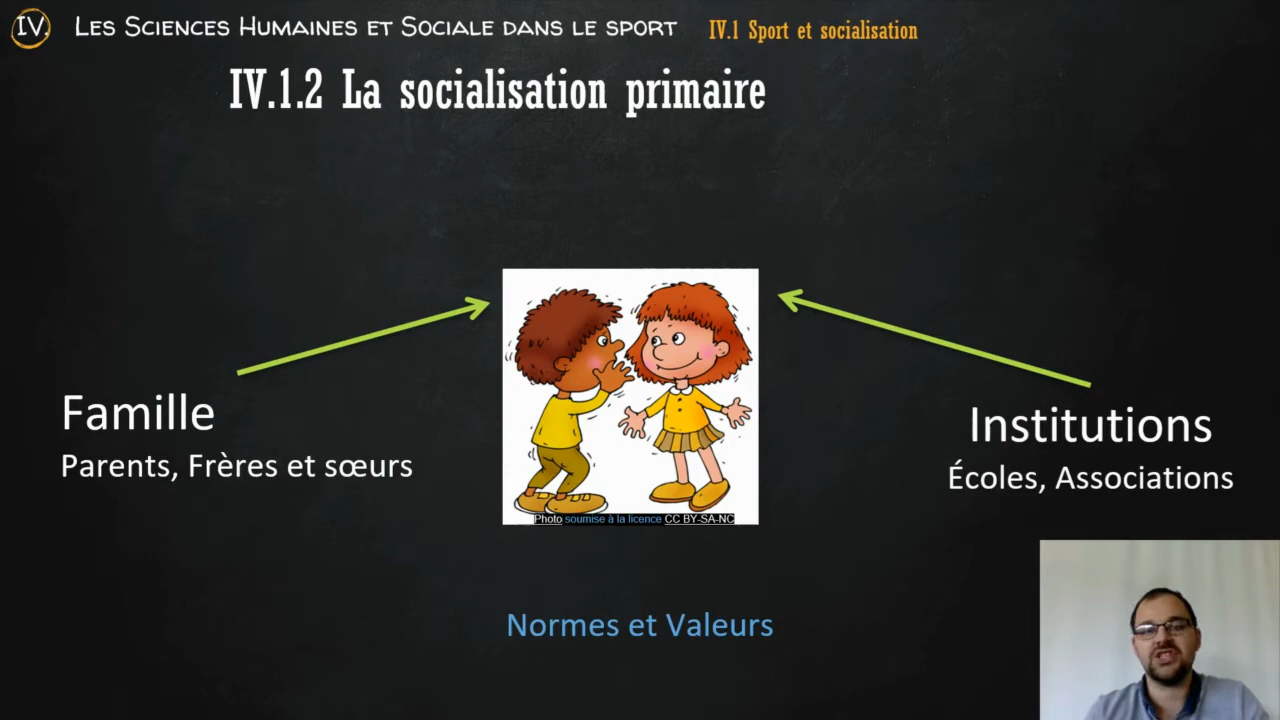 IV. Les Sciences Humaines et Sociale dans le sport IV.1 Sport et socialisation
IV.1.2 La socialisation primaire
Famille
Parents, Frères et sœurs
Institutions
Écoles, Associations
Photo soumise à la licence CC BY-SA-NC
Normes et Valeurs